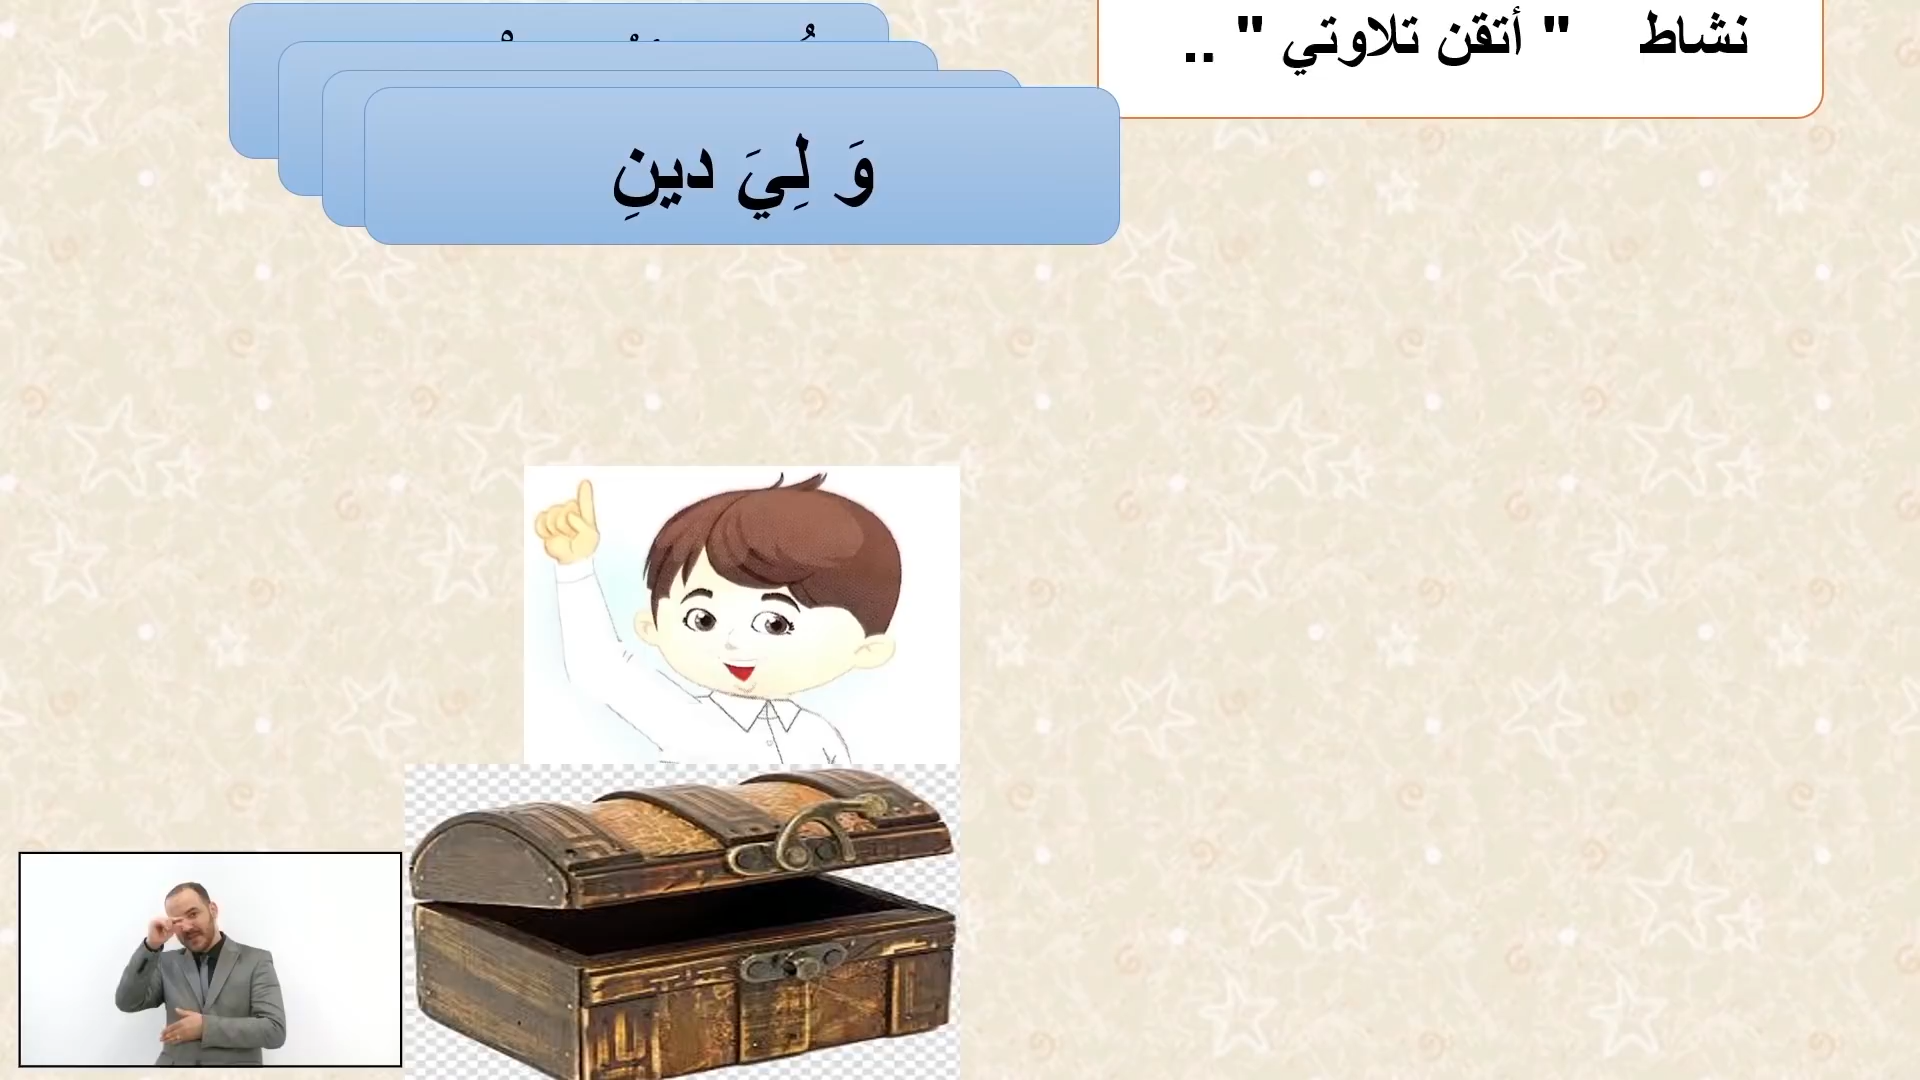 نشاط " أتقن تلاوتي " ..
وَ لِيَ دينِ